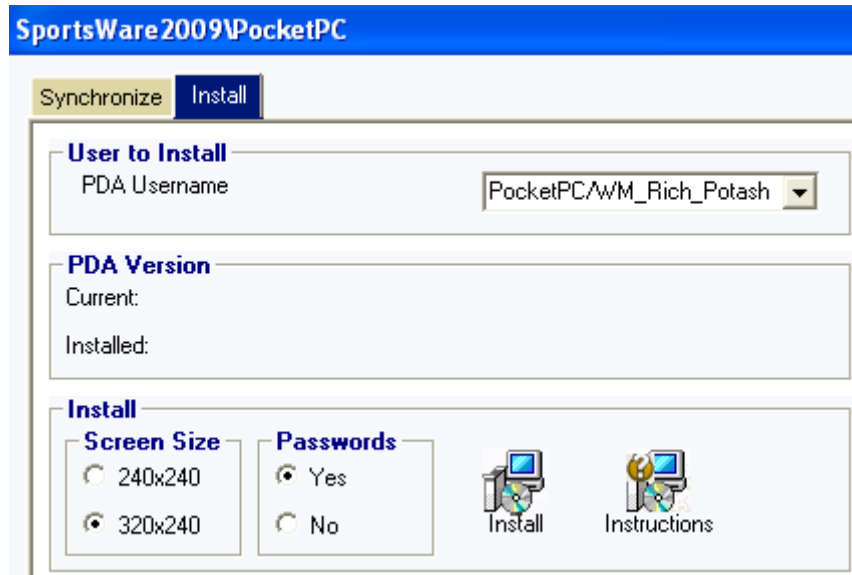 SportsWare2009\PocketPC
Synchronize Install
User to Install
PDA Username PocketPC/WM_Rich_Potash
PDA Version
Current:
Installed:
Install
Screen Size Passwords
240x240 Yes
320x240 No
Install Instructions